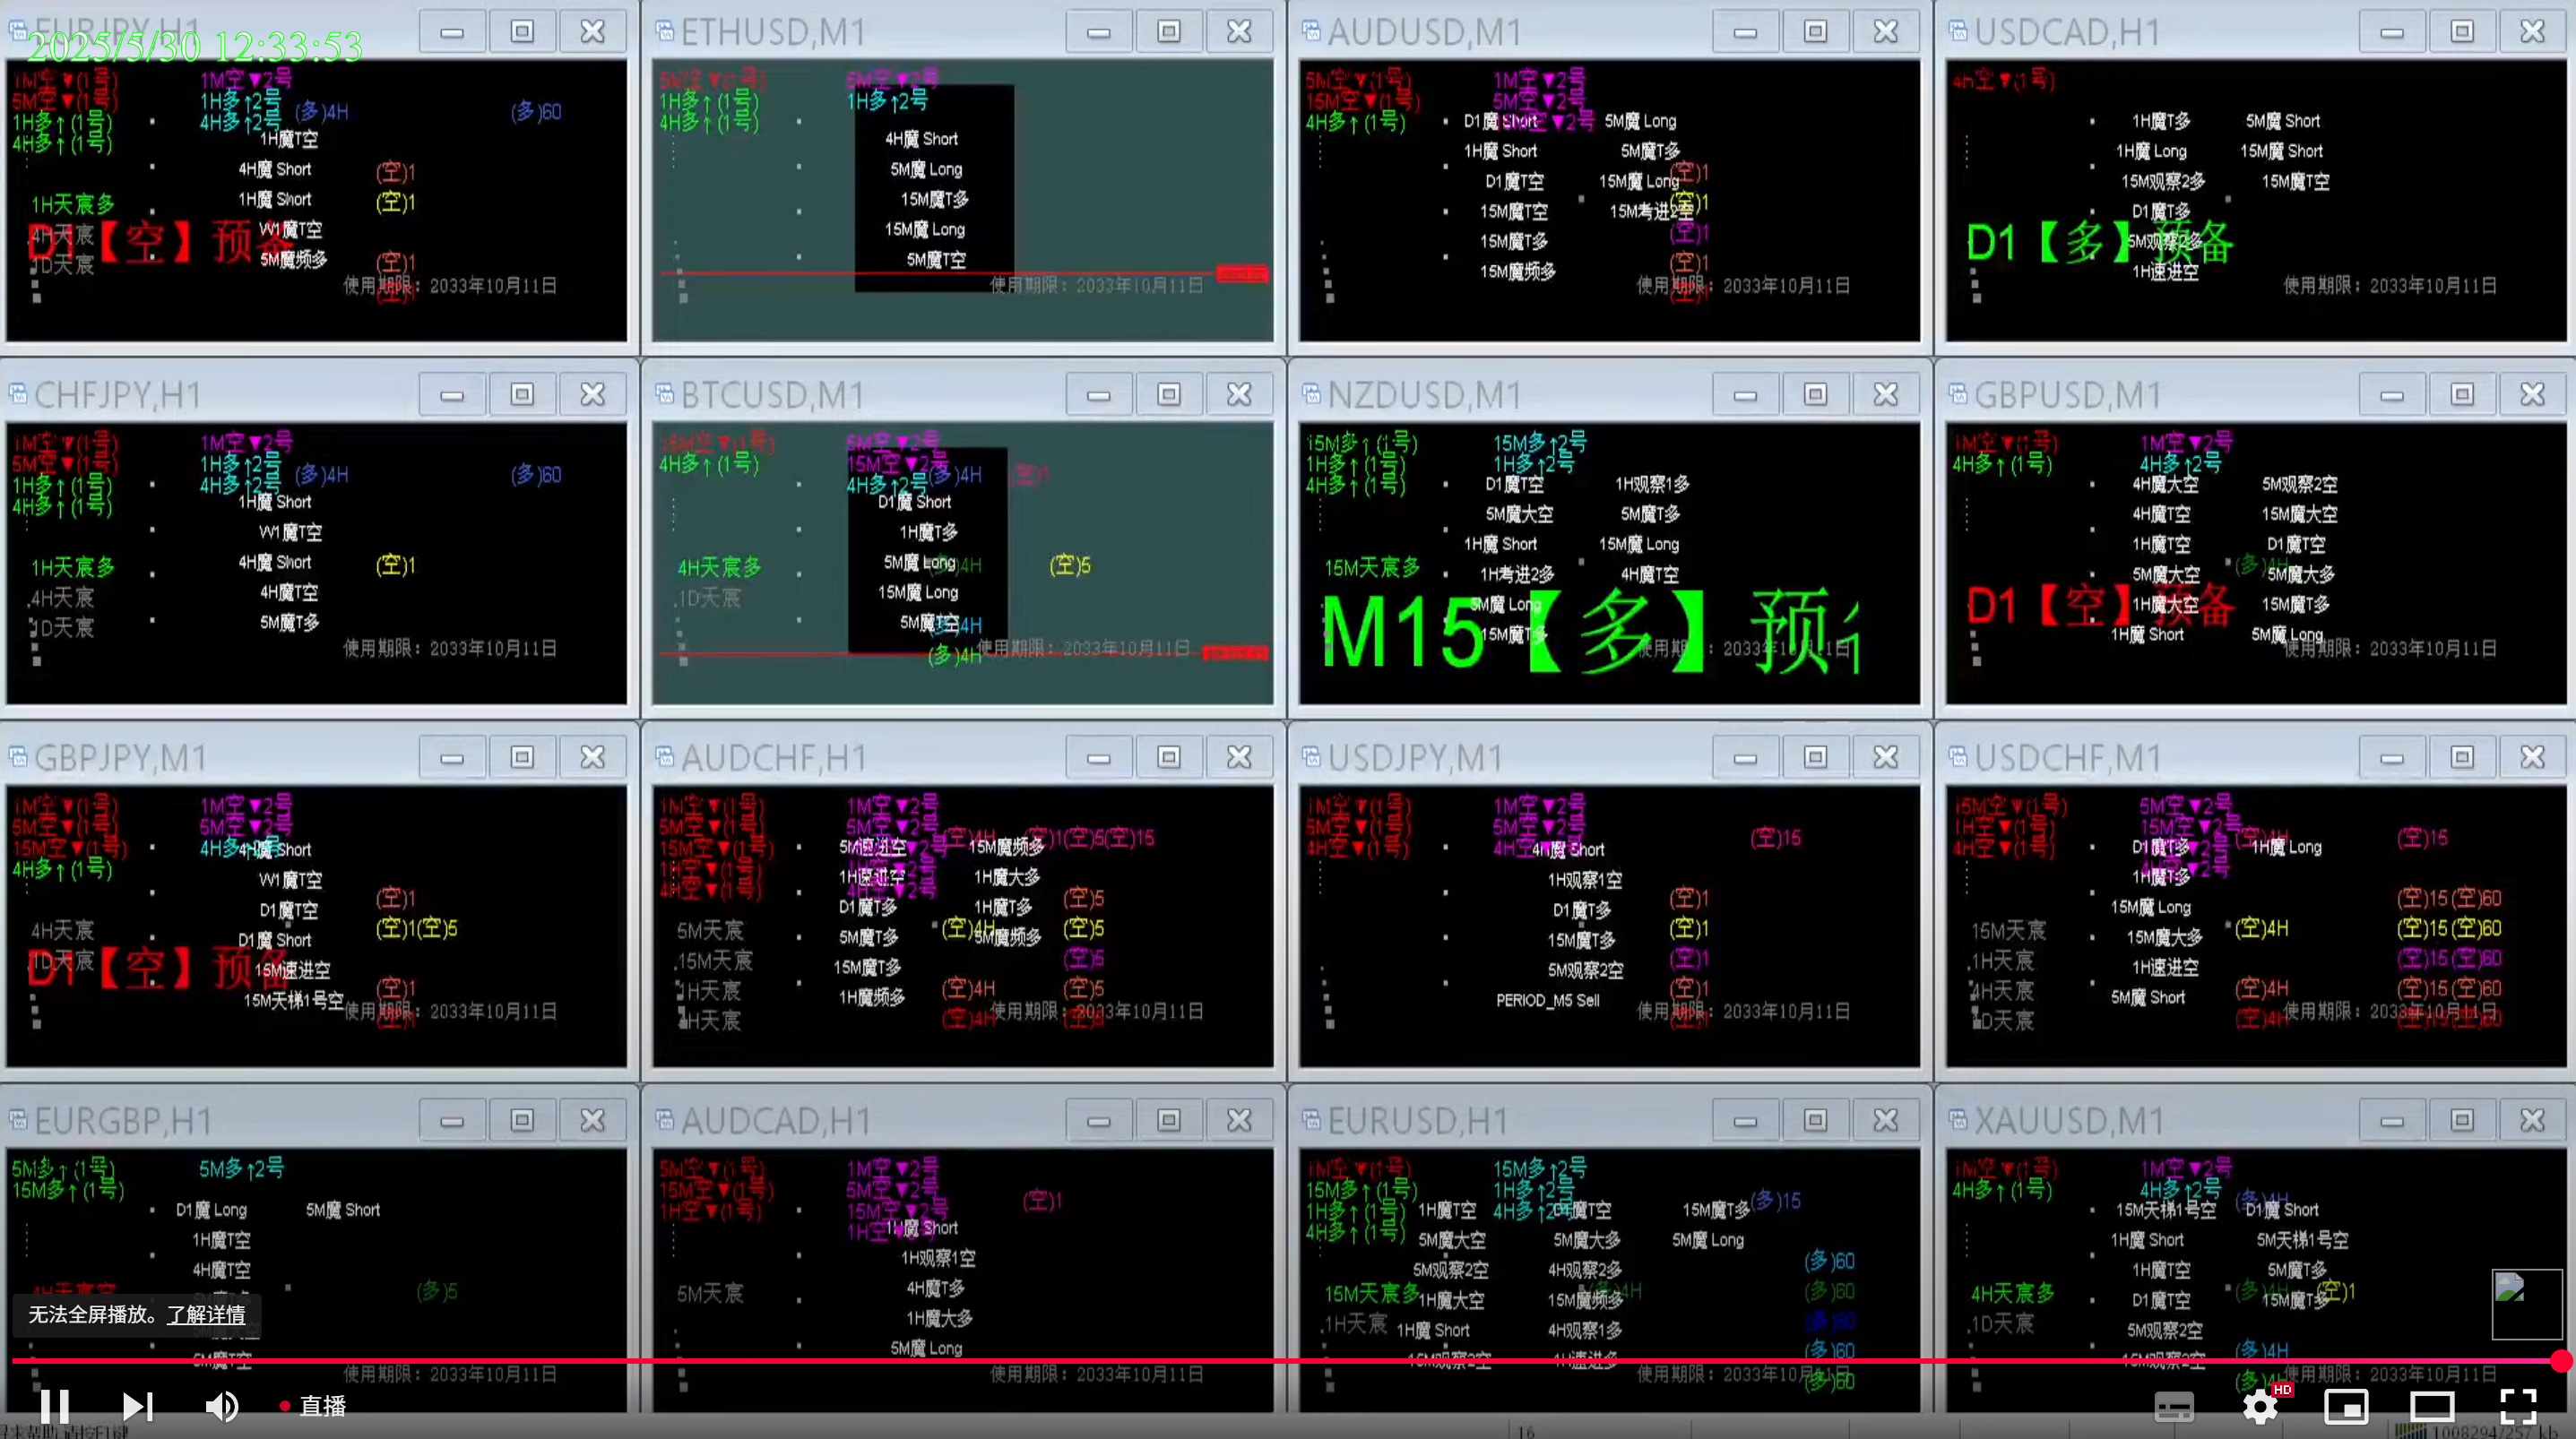 EURJPY,H1
2025/5/30 12:33:53
1M空▼(1号)
5M空▼(1号)
1H多↑(1号)
4H多↑(1号)
1M空▼2号
1H多↑2号
4H多↑2号
(多)4H
(多)60
1H魔T空
4H魔 Short
(空)1
1H魔 Short
(空)1
W1魔T空
5M魔频多
(空)1
1H天宸多
4H天宸
1D天宸
D1【空】预备
使用期限：2033年10月11日
ETHUSD,M1
5M空▼(1号)
1H多↑(1号)
4H多↑(1号)
5M空▼2号
1H多↑2号
4H魔 Short
5M魔 Long
15M魔T多
15M魔 Long
5M魔T空
使用期限：2033年10月11日
AUDUSD,M1
5M空▼(1号)
15M空▼(1号)
4H多↑(1号)
1M空▼2号
5M空▼2号
D1魔 Short
5M魔 Long
1H魔 Short
5M魔T多
(空)1
D1魔T空
15M魔 Long
(空)1
15M魔T空
15M考进2空
(空)1
15M魔T多
(空)1
15M魔频多
使用期限：2033年10月11日
USDCAD,H1
4H空▼(1号)
1H魔T多
5M魔 Short
1H魔 Long
15M魔 Short
15M观察2多
15M魔T空
D1魔T多
5M观察2多
1H速进空
D1【多】预备
使用期限：2033年10月11日
CHFJPY,H1
1M空▼(1号)
5M空▼(1号)
1H多↑(1号)
4H多↑(1号)
1M空▼2号
1H多↑2号
4H多↑2号
(多)4H
(多)60
1H魔 Short
W1魔T空
4H魔 Short
(空)1
4H魔T空
5M魔T多
1H天宸多
4H天宸
1D天宸
使用期限：2033年10月11日
BTCUSD,M1
15M空▼(1号)
4H多↑(1号)
5M空▼2号
15M空▼2号
4H多↑2号
(多)4H
(空)1
D1魔 Short
1H魔T多
5M魔 Long
(空)5
15M魔 Long
5M魔T空
(多)4H
4H天宸多
1D天宸
使用期限：2033年10月11日
NZDUSD,M1
15M多↑(1号)
1H多↑(1号)
4H多↑(1号)
15M多↑2号
1H多↑2号
D1魔T空
1H观察1多
5M魔大空
5M魔T多
1H魔 Short
15M魔 Long
1H考进2多
4H魔T空
5M魔 Long
15M魔T多
15M天宸多
M15【多】预
GBPUSD,M1
1M空▼(1号)
4H多↑(1号)
1M空▼2号
4H多↑2号
4H魔大空
5M观察2空
4H魔T空
15M魔大空
1H魔T空
D1魔T空
5M魔大空
5M魔大多
1H魔大空
15M魔T多
1H魔 Short
5M魔 Long
D1【空】预备
使用期限：2033年10月11日
GBPJPY,M1
1M空▼(1号)
5M空▼(1号)
15M空▼(1号)
4H多↑(1号)
1M空▼2号
5M空▼2号
4H魔 Short
W1魔T空
(空)1
D1魔T空
(空)1(空)5
D1魔 Short
15M速进空
15M天梯1号空
(空)1
4H天宸
1D天宸
D1【空】预备
使用期限：2033年10月11日
AUDCHF,H1
1M空▼(1号)
5M空▼(1号)
15M空▼(1号)
4H空▼(1号)
1M空▼2号
5M空▼2号
(空)4H
(空)1(空)5(空)15
5M速进空
15M魔频多
1H速进空
1H魔大多
(空)5
D1魔T多
1H魔T多
(空)4H
(空)5
5M魔T多
5M魔频多
(空)5
15M魔T多
1H魔频多
(空)4H
(空)5
(空)4H
5M天宸
15M天宸
1H天宸
4H天宸
使用期限：2033年10月11日
USDJPY,M1
1M空▼(1号)
5M空▼(1号)
4H空▼(1号)
1M空▼2号
5M空▼2号
(空)15
4H魔 Short
1H观察1空
(空)1
D1魔T多
(空)1
15M魔T多
(空)1
5M观察2空
(空)1
PERIOD_M5 Sell
使用期限：2033年10月11日
USDCHF,M1
15M空▼(1号)
1H空▼(1号)
4H空▼(1号)
5M空▼2号
15M空▼2号
(空)15
D1魔T多
1H魔 Long
1H魔T多
15M魔 Long
(空)15(空)60
15M魔大多
(空)4H
(空)15(空)60
1H速进空
(空)15(空)60
5M魔 Short
(空)4H
(空)15(空)60
(空)4H
15M天宸
1H天宸
4H天宸
1D天宸
使用期限：2033年10月11日
EURGBP,H1
5M多↑(1号)
15M多↑(1号)
5M多↑2号
D1魔 Long
5M魔 Short
1H魔T空
4H魔T空
(多)5
4H天宸空
5M魔T空
使用期限：2033年10月11日
AUDCAD,H1
5M空▼(1号)
15M空▼(1号)
1H空▼(1号)
1M空▼2号
5M空▼2号
15M空▼2号
(空)1
1H魔 Short
1H观察1空
4H魔T多
1H魔大多
5M魔 Long
5M天宸
使用期限：2033年10月11日
EURUSD,H1
1M空▼(1号)
15M多↑(1号)
1H多↑(1号)
4H多↑(1号)
15M多↑2号
1H多↑2号
4H多↑2号
1H魔T空
15M魔T多
(多)15
5M魔大空
5M魔大多
5M魔 Long
5M观察2空
4H观察2多
(多)60
1H魔大空
15M魔频多
(多)60
1H魔 Short
4H观察1多
(多)60
15M观察2空
1H速进多
(多)60
(多)60
15M天宸多
1H天宸
使用期限：2033年10月11日
XAUUSD,M1
1M空▼(1号)
4H多↑(1号)
1M空▼2号
4H多↑2号
(多)4H
15M天梯1号空
D1魔 Short
1H魔 Short
5M天梯1号空
1H魔T空
5M魔T多
D1魔T空
15M魔T多
(空)1
5M观察2空
15M观察2空
(多)4H
4H天宸多
1D天宸
使用期限：2033年10月11日
无法全屏播放。了解详情
直播
HD
16
1008294/257 kb